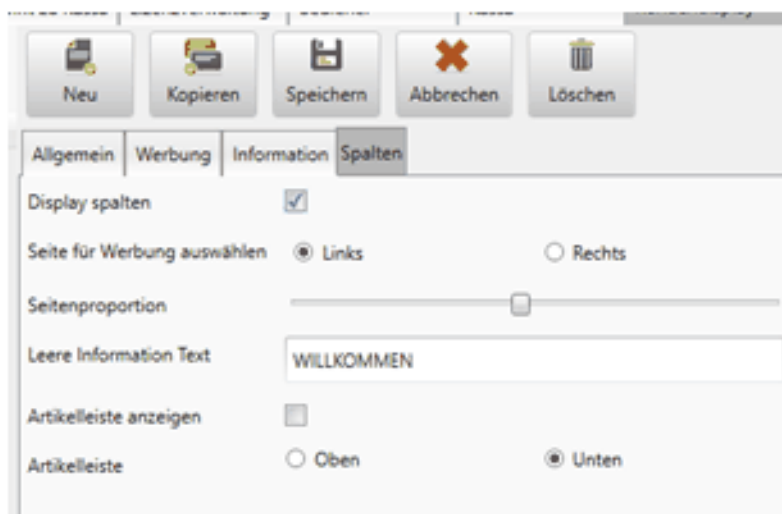 Neu Kopieren Speichern Abbrechen Löschen
Allgemein Werbung Information Spalten
Display spalten
Seite für Werbung auswählen Links Rechts
Seitenproportion
Leere Information Text WILLKOMMEN
Artikelleiste anzeigen
Artikelleiste Oben Unten